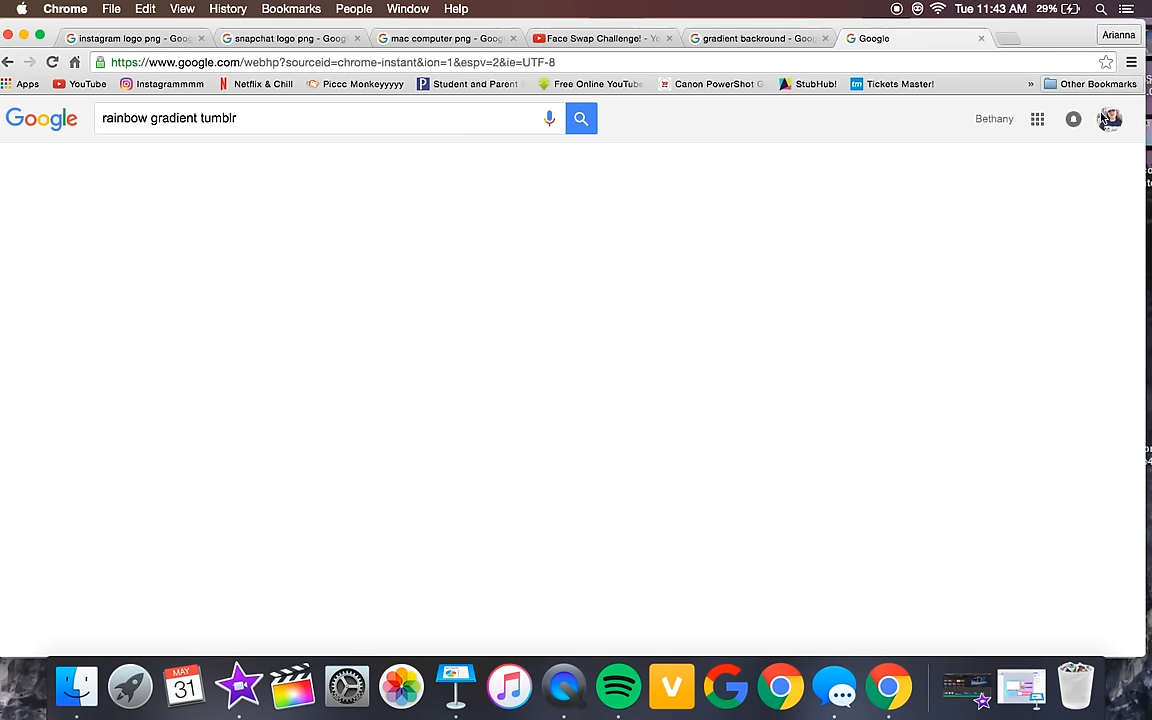 Chrome File Edit View History Bookmarks People Window Help Tue 11:43 AM 29%
instagram logo png - Goo snapchat logo png - Goog mac computer png - Goog Face Swap Challenge! - Yo gradient backround - Goo Google Arianna
https://www.google.com/webhp?sourceid=chrome-instant&ion=1&espv=2&ie=UTF-8
Apps YouTube Instagrammmm Netflix & Chill Piccc Monkeyyyyy Student and Parent Free Online YouTube Canon PowerShot G StubHub! Tickets Master! » Other Bookmarks
Google rainbow gradient tumblr Bethany
MAY
31